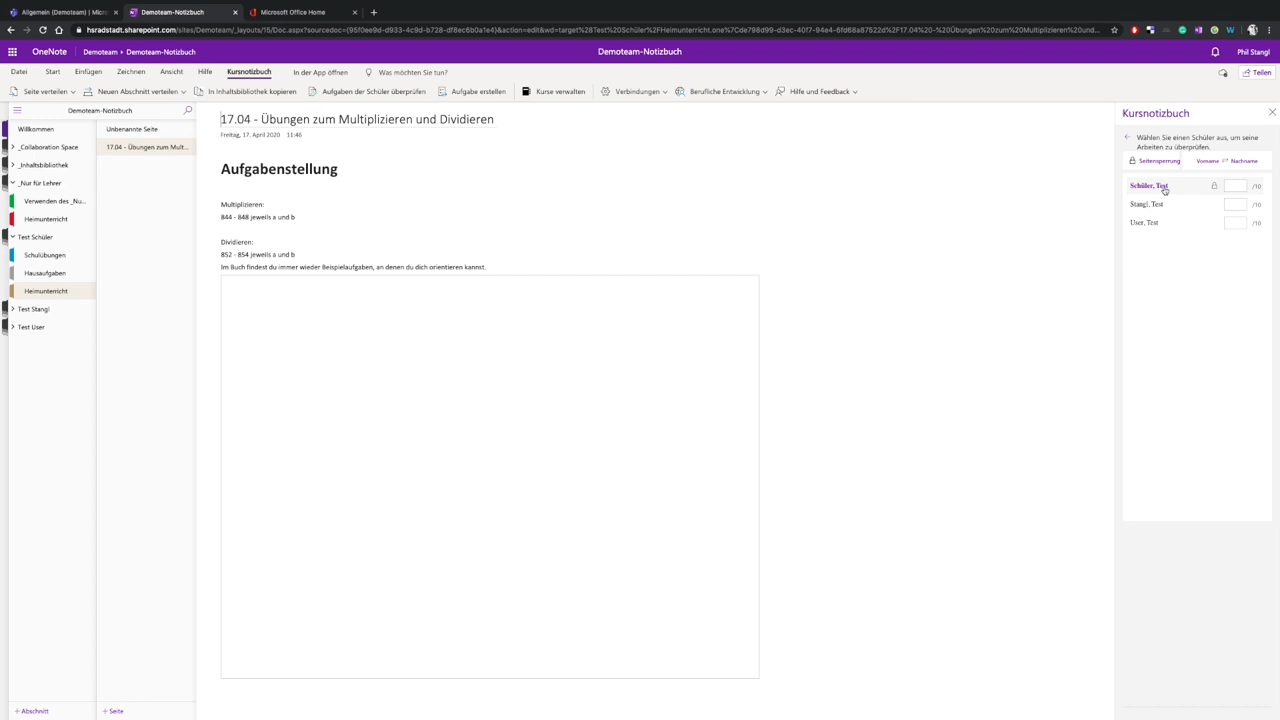 Allgemein (Demoteam) | Micros
Demoteam-Notizbuch
Microsoft Office Home
OneNote
Demoteam › Demoteam-Notizbuch
Demoteam-Notizbuch
Phil Stangl
Datei
Start
Einfügen
Zeichnen
Ansicht
Hilfe
Kursnotizbuch
In der App öffnen
Was möchten Sie tun?
Teilen
Seite verteilen
Neuen Abschnitt verteilen
In Inhaltsbibliothek kopieren
Aufgaben der Schüler überprüfen
Aufgabe erstellen
Kurse verwalten
Verbindungen
Berufliche Entwicklung
Hilfe und Feedback
Demoteam-Notizbuch
Willkommen
_Collaboration Space
_Inhaltsbibliothek
_Nur für Lehrer
Verwenden des _Nu...
Heimunterricht
Test Schüler
Schulübungen
Hausaufgaben
Heimunterricht
Test Stangl
Test User
+ Abschnitt
Unbenannte Seite
17.04 - Übungen zum Mult...
+ Seite
17.04 - Übungen zum Multiplizieren und Dividieren
Freitag, 17. April 2020 11:46
Aufgabenstellung
Multiplizieren:
844 - 848 jeweils a und b
Dividieren:
852 - 854 jeweils a und b
Im Buch findest du immer wieder Beispielaufgaben, an denen du dich orientieren kannst.
Kursnotizbuch
Wählen Sie einen Schüler aus, um seine
Arbeiten zu überprüfen.
Seitensperrung
Vorname
Nachname
Schüler, Test /10
Stangl, Test /10
User, Test /10